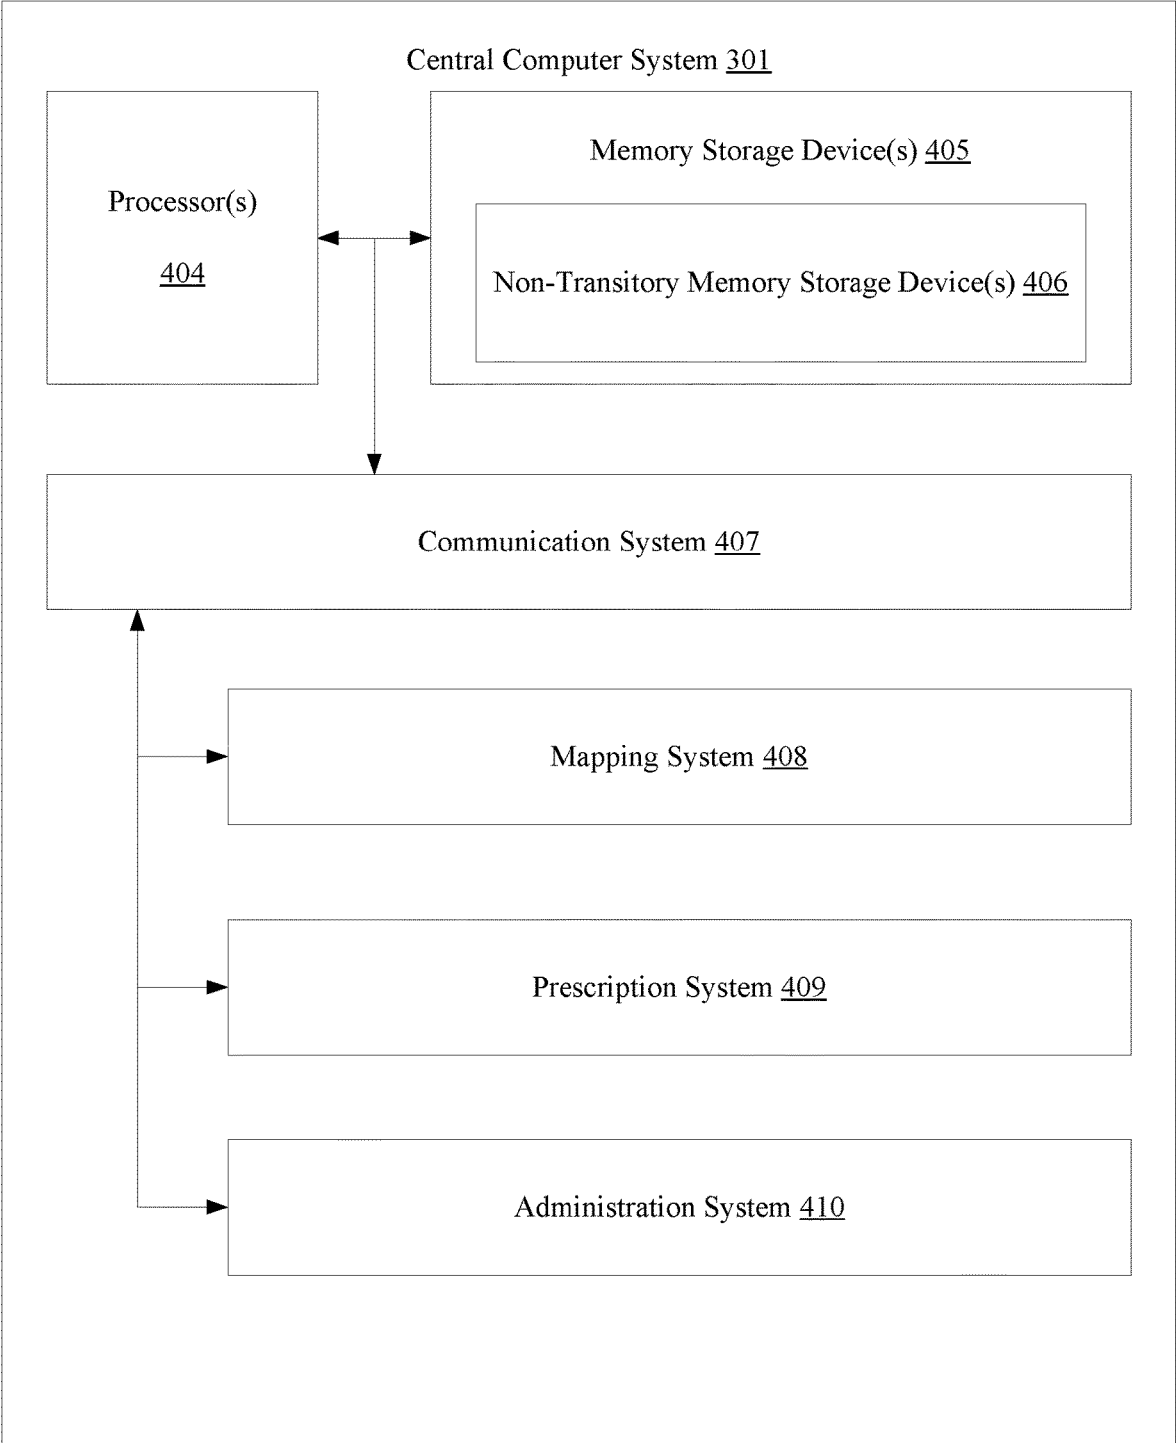 Central Computer System 301
Processor(s)
404
Memory Storage Device(s) 405
Non-Transitory Memory Storage Device(s) 406
Communication System 407
Mapping System 408
Prescription System 409
Administration System 410